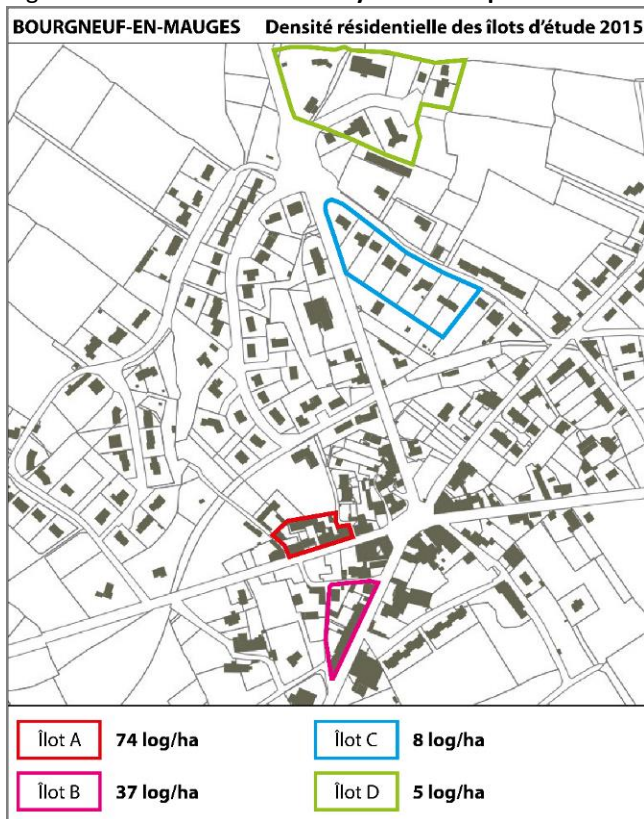 BOURGNEUF-EN-MAUGES Densité résidentielle des îlots d'étude 2015
Îlot A 74 log/ha
Îlot C 8 log/ha
Îlot B 37 log/ha
Îlot D 5 log/ha